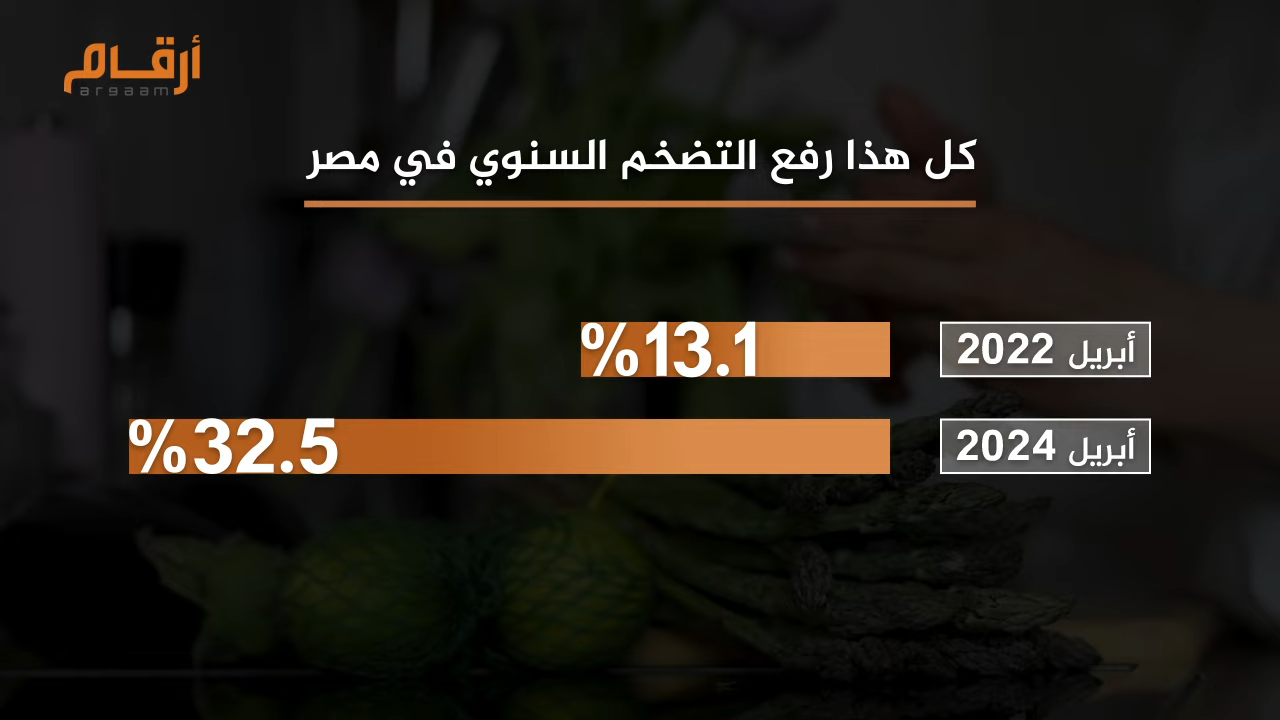 أرقام
argaam
كل هذا رفع التضخم السنوي في مصر
أبريل 2022
%13.1
أبريل 2024
%32.5